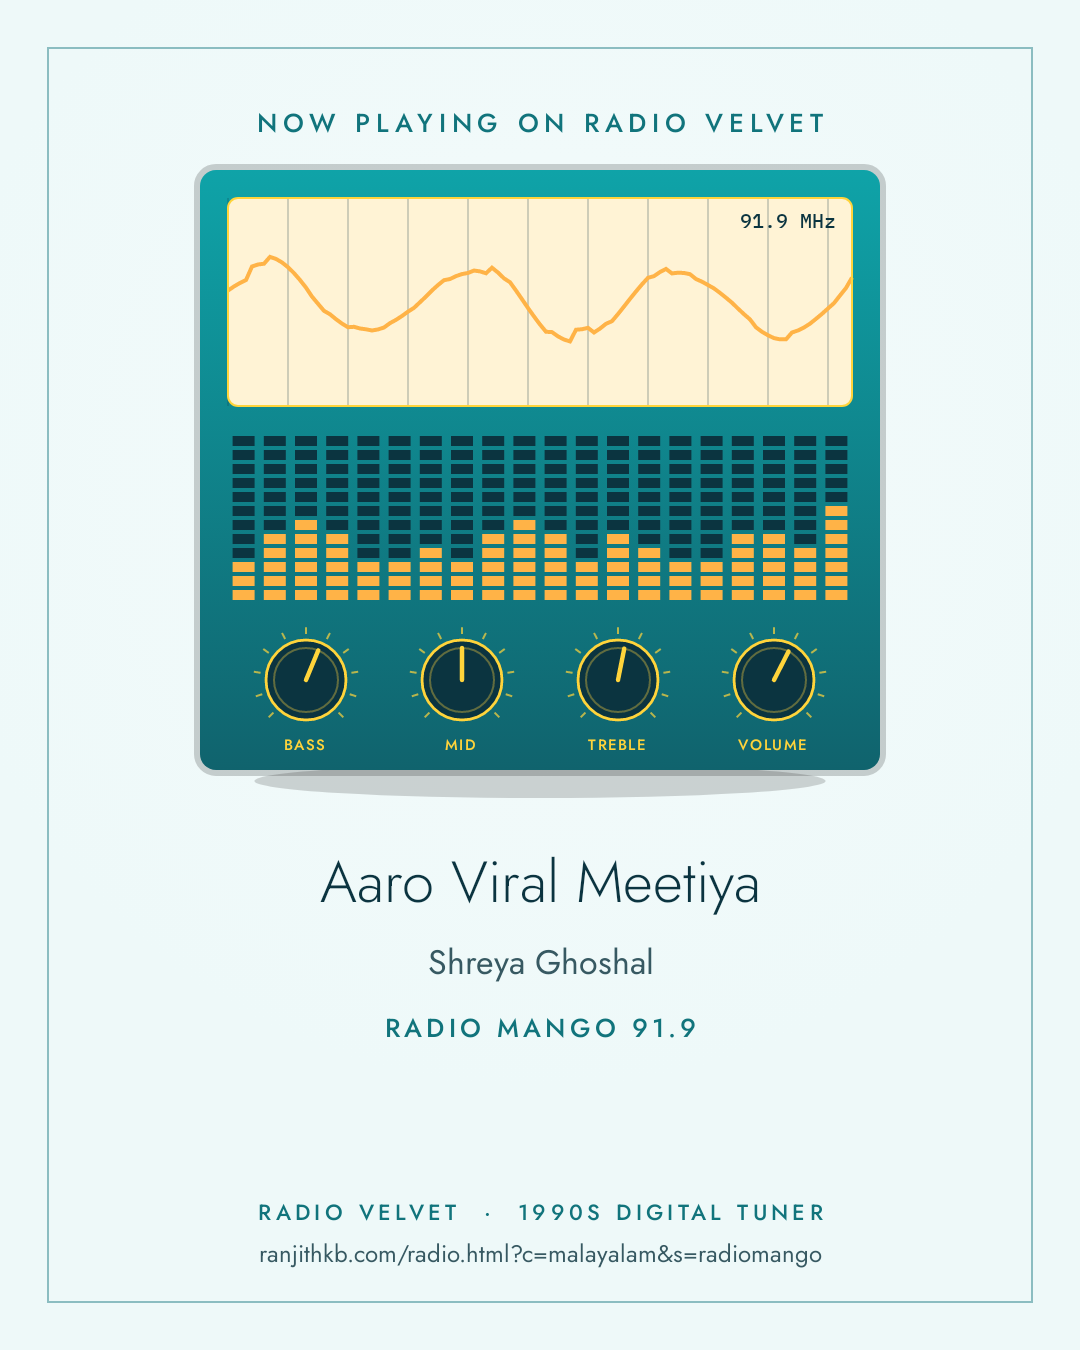 NOW PLAYING ON RADIO VELVET
91.9 MHz
BASS MID TREBLE VOLUME
Aaro Viral Meetiya
Shreya Ghoshal
RADIO MANGO 91.9
RADIO VELVET · 1990S DIGITAL TUNER
ranjithkb.com/radio.html?c=malayalam&s=radiomango